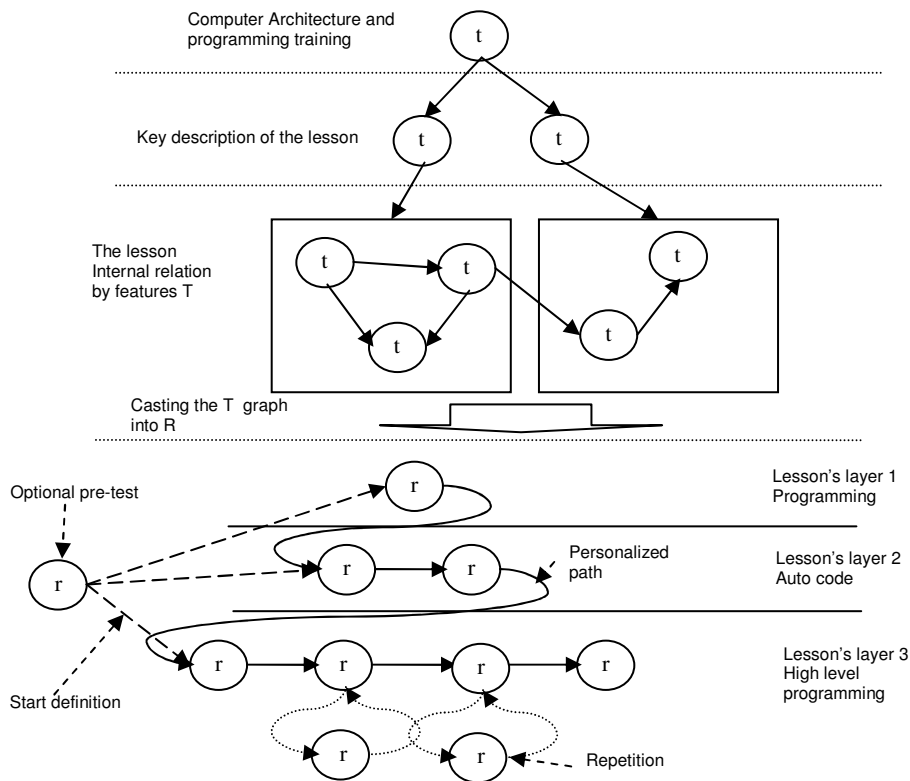 Computer Architecture and
programming training
t
Key description of the lesson
t
t
The lesson
Internal relation
by features T
t
t
t
t
t
Casting the T graph
into R
Optional pre-test
r
Lesson's layer 1
Programming
r
r
r
Personalized
path
Lesson's layer 2
Auto code
Start definition
r
r
r
r
Lesson's layer 3
High level
programming
r
r
Repetition